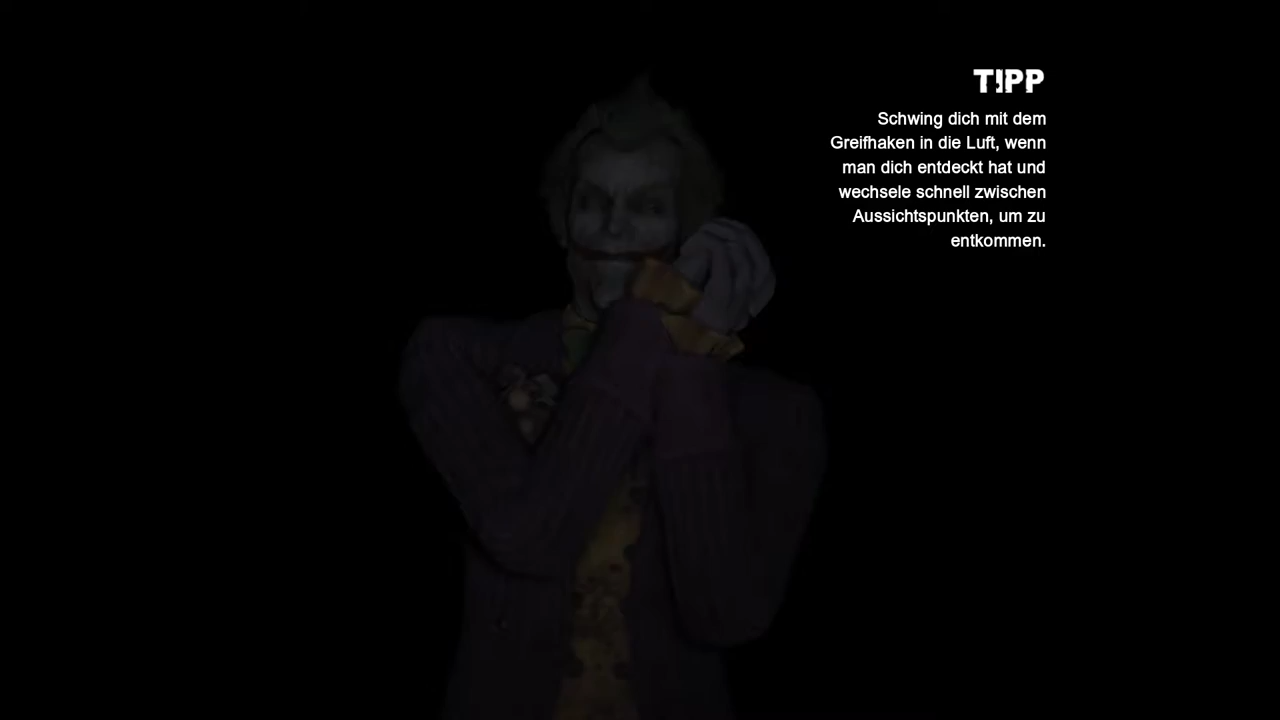 TIPP
Schwing dich mit dem
Greifhaken in die Luft, wenn
man dich entdeckt hat und
wechsele schnell zwischen
Aussichtspunkten, um zu
entkommen.